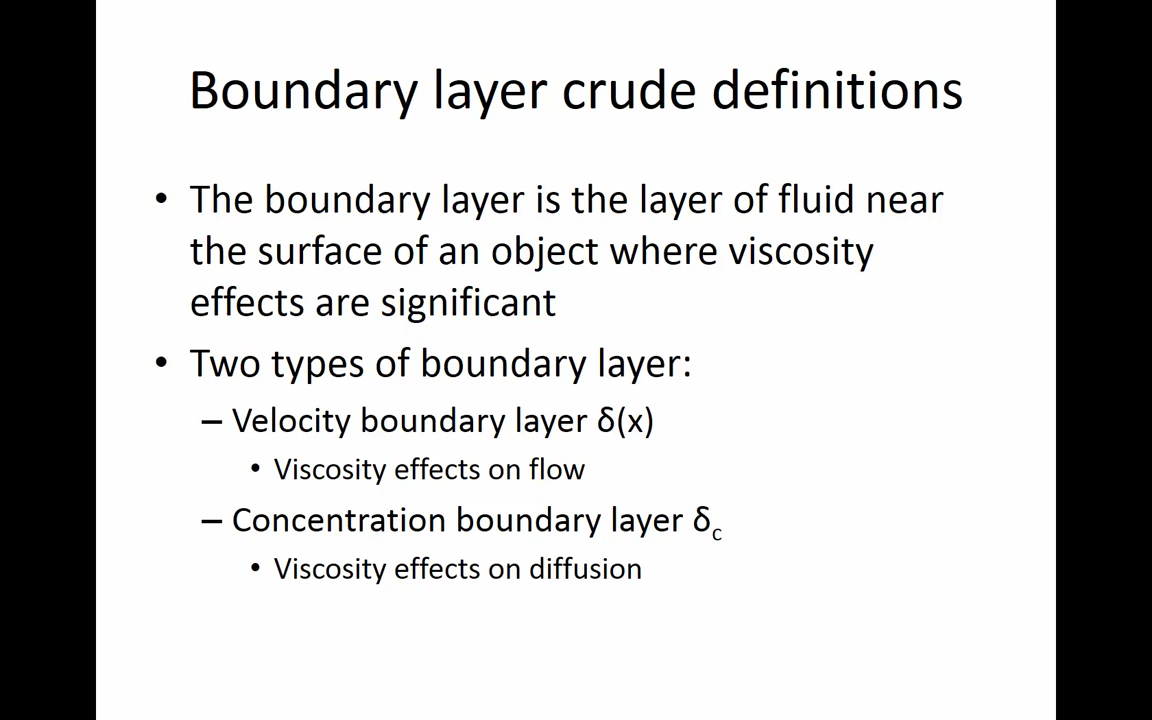 Boundary layer crude definitions
• The boundary layer is the layer of fluid near
the surface of an object where viscosity
effects are significant
• Two types of boundary layer:
– Velocity boundary layer δ(x)
• Viscosity effects on flow
– Concentration boundary layer δc
• Viscosity effects on diffusion